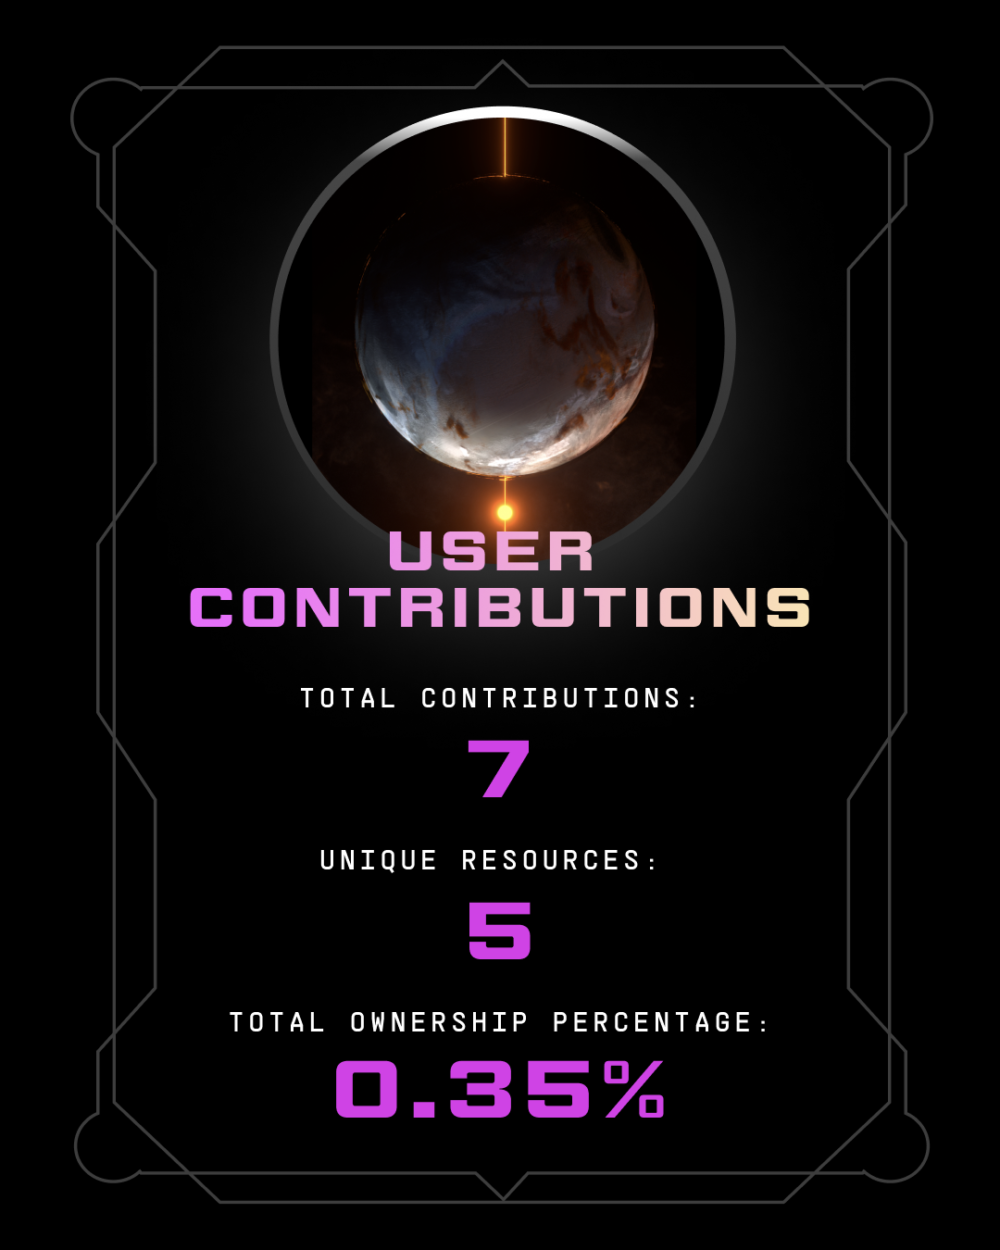 USER
CONTRIBUTIONS
TOTAL CONTRIBUTIONS:
7
UNIQUE RESOURCES:
5
TOTAL OWNERSHIP PERCENTAGE:
0.35%